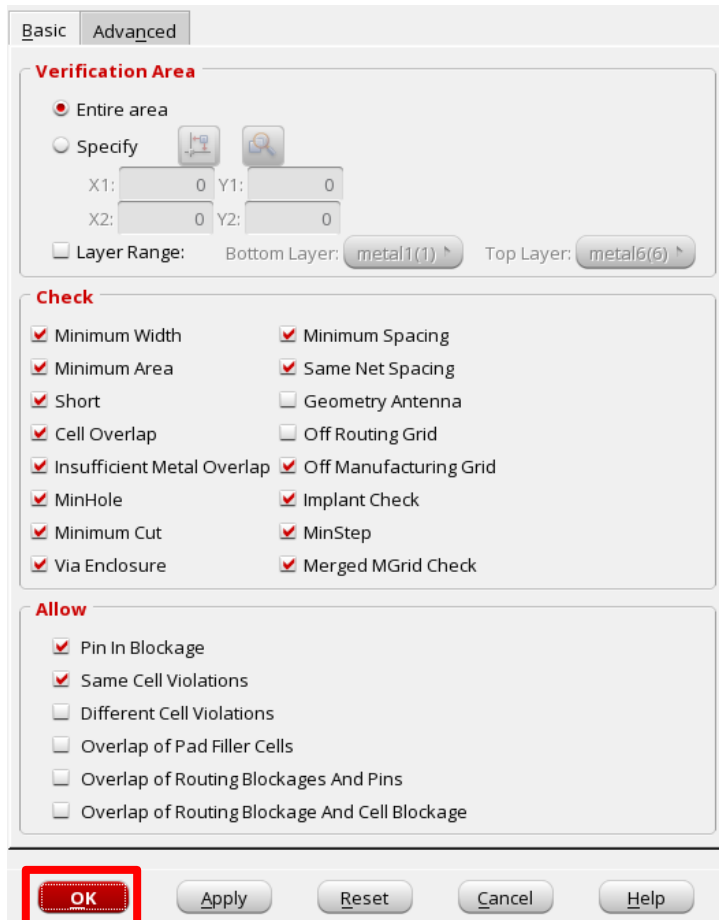 Basic Advanced
Verification Area
Entire area
Specify
X1: 0 Y1: 0
X2: 0 Y2: 0
Layer Range: Bottom Layer: metal1(1) Top Layer: metal6(6)
Check
Minimum Width Minimum Spacing
Minimum Area Same Net Spacing
Short Geometry Antenna
Cell Overlap Off Routing Grid
Insufficient Metal Overlap Off Manufacturing Grid
MinHole Implant Check
Minimum Cut MinStep
Via Enclosure Merged MGrid Check
Allow
Pin In Blockage
Same Cell Violations
Different Cell Violations
Overlap of Pad Filler Cells
Overlap of Routing Blockages And Pins
Overlap of Routing Blockage And Cell Blockage
OK Apply Reset Cancel Help